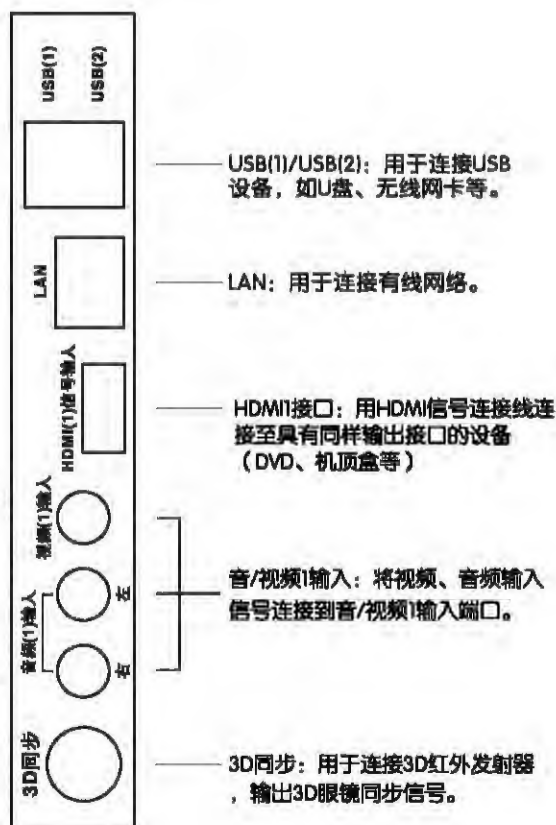 USB(1)
USB(2)
USB(1)/USB(2)：用于连接USB
设备，如U盘、无线网卡等。
LAN
LAN：用于连接有线网络。
HDMI(1)信号输入
HDMI1接口：用HDMI信号连接线连
接至具有同样输出接口的设备
（DVD、机顶盒等）
视频(1)输入
音频(1)输入
左
右
音/视频1输入：将视频、音频输入
信号连接到音/视频1输入端口。
3D同步
3D同步：用于连接3D红外发射器
，输出3D眼镜同步信号。